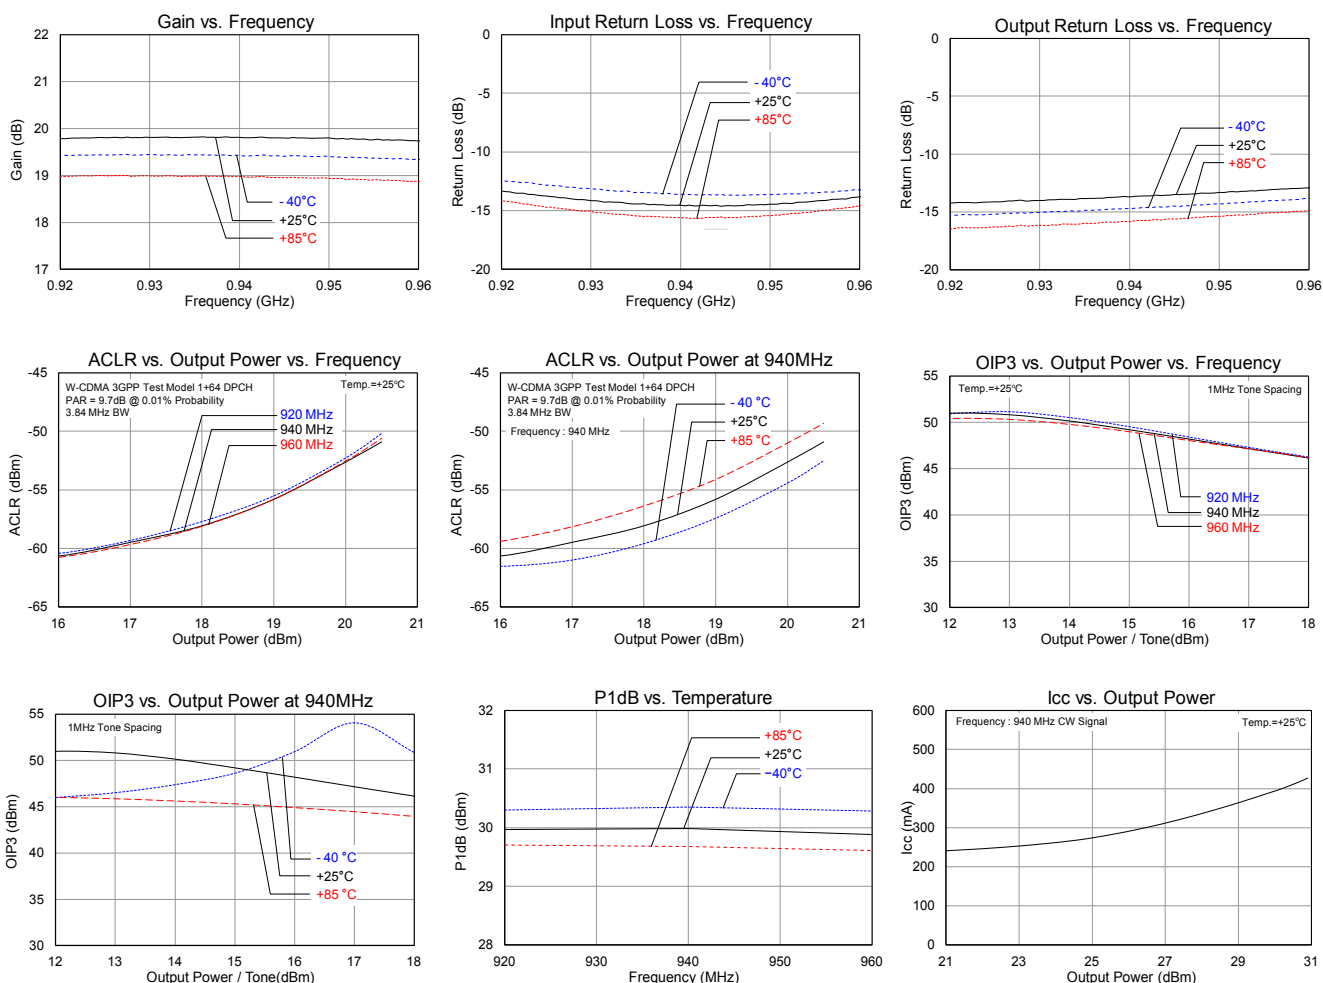 Gain vs. Frequency
22
21
20
19
18
17
Gain (dB)
- 40°C
+25°C
+85°C
0.92
0.93
0.94
0.95
0.96
Frequency (GHz)
Input Return Loss vs. Frequency
0
-5
-10
-15
-20
Return Loss (dB)
- 40°C
+25°C
+85°C
0.92
0.93
0.94
0.95
0.96
Frequency (GHz)
Output Return Loss vs. Frequency
0
-5
-10
-15
-20
Return Loss (dB)
- 40°C
+25°C
+85°C
0.92
0.93
0.94
0.95
0.96
Frequency (GHz)
ACLR vs. Output Power vs. Frequency
-45
-50
-55
-60
-65
ACLR (dBm)
W-CDMA 3GPP Test Model 1+64 DPCH
PAR = 9.7dB @ 0.01% Probability
3.84 MHz BW
Temp.=+25°C
920 MHz
940 MHz
960 MHz
16
17
18
19
20
21
Output Power (dBm)
ACLR vs. Output Power at 940MHz
-45
-50
-55
-60
-65
ACLR (dBm)
W-CDMA 3GPP Test Model 1+64 DPCH
PAR = 9.7dB @ 0.01% Probability
3.84 MHz BW
Frequency : 940 MHz
- 40 °C
+25°C
+85 °C
16
17
18
19
20
21
Output Power (dBm)
OIP3 vs. Output Power vs. Frequency
55
50
45
40
35
30
OIP3 (dBm)
Temp.=+25°C
1MHz Tone Spacing
920 MHz
940 MHz
960 MHz
12
13
14
15
16
17
18
Output Power / Tone(dBm)
OIP3 vs. Output Power at 940MHz
55
50
45
40
35
30
OIP3 (dBm)
1MHz Tone Spacing
- 40 °C
+25°C
+85 °C
12
13
14
15
16
17
18
Output Power / Tone(dBm)
P1dB vs. Temperature
32
31
30
29
28
P1dB (dBm)
+85°C
+25°C
−40°C
920
930
940
950
960
Frequency (MHz)
Icc vs. Output Power
600
500
400
300
200
100
0
Icc (mA)
Frequency : 940 MHz CW Signal
Temp.=+25°C
21
23
25
27
29
31
Output Power (dBm)